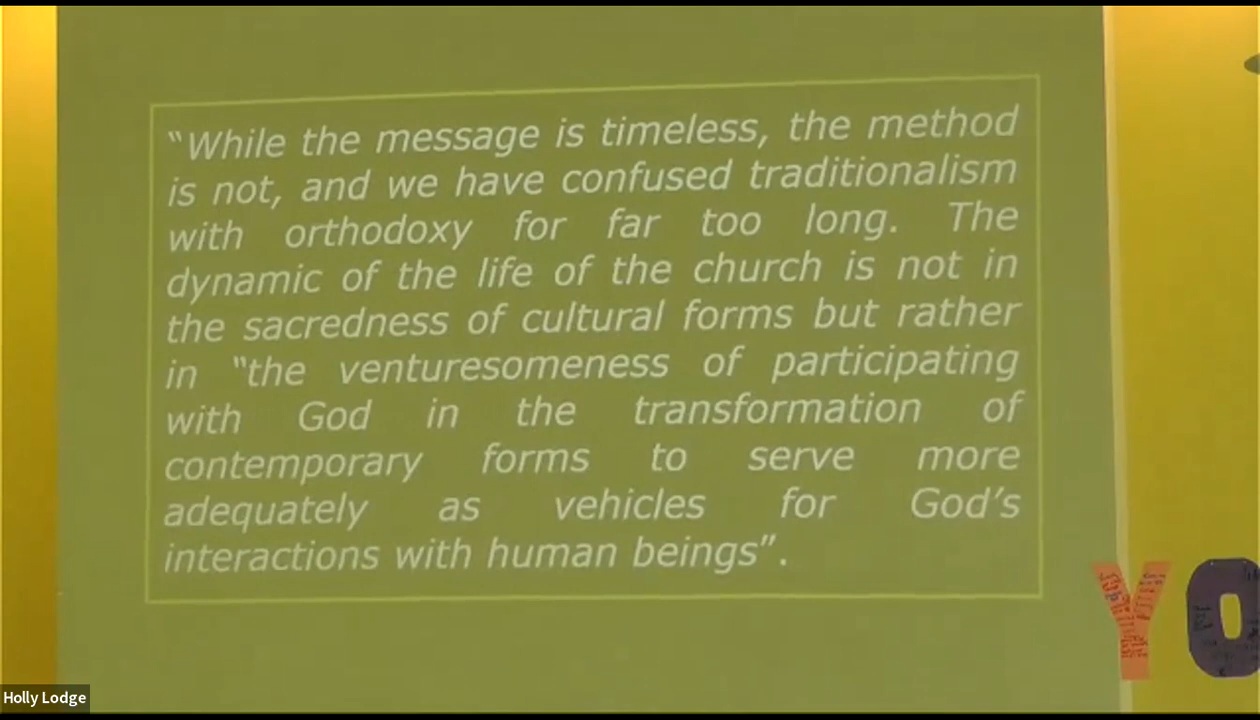 “While the message is timeless, the method
is not, and we have confused traditionalism
with orthodoxy for far too long. The
dynamic of the life of the church is not in
the sacredness of cultural forms but rather
in “the venturesomeness of participating
with God in the transformation of
contemporary forms to serve more
adequately as vehicles for God’s
interactions with human beings”.
YO
Holly Lodge